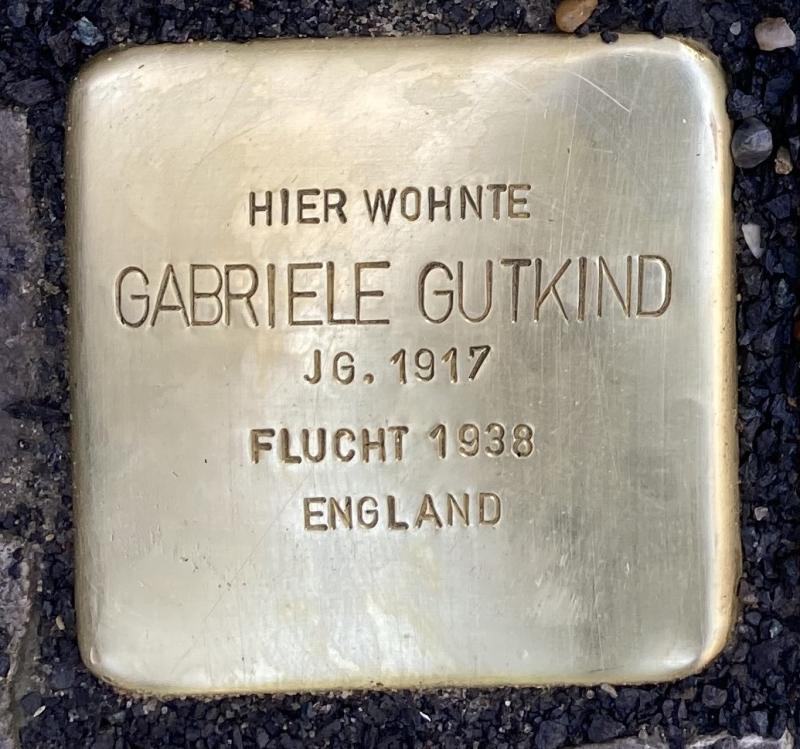 HIER WOHNTE
GABRIELE GUTKIND
JG. 1917
FLUCHT 1938
ENGLAND